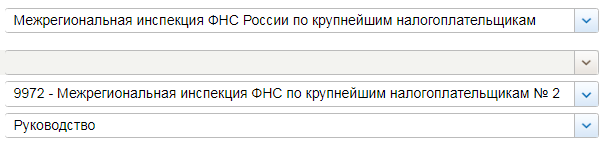 Межрегиональная инспекция ФНС России по крупнейшим налогоплательщикам
9972 - Межрегиональная инспекция ФНС по крупнейшим налогоплательщикам № 2
Руководство